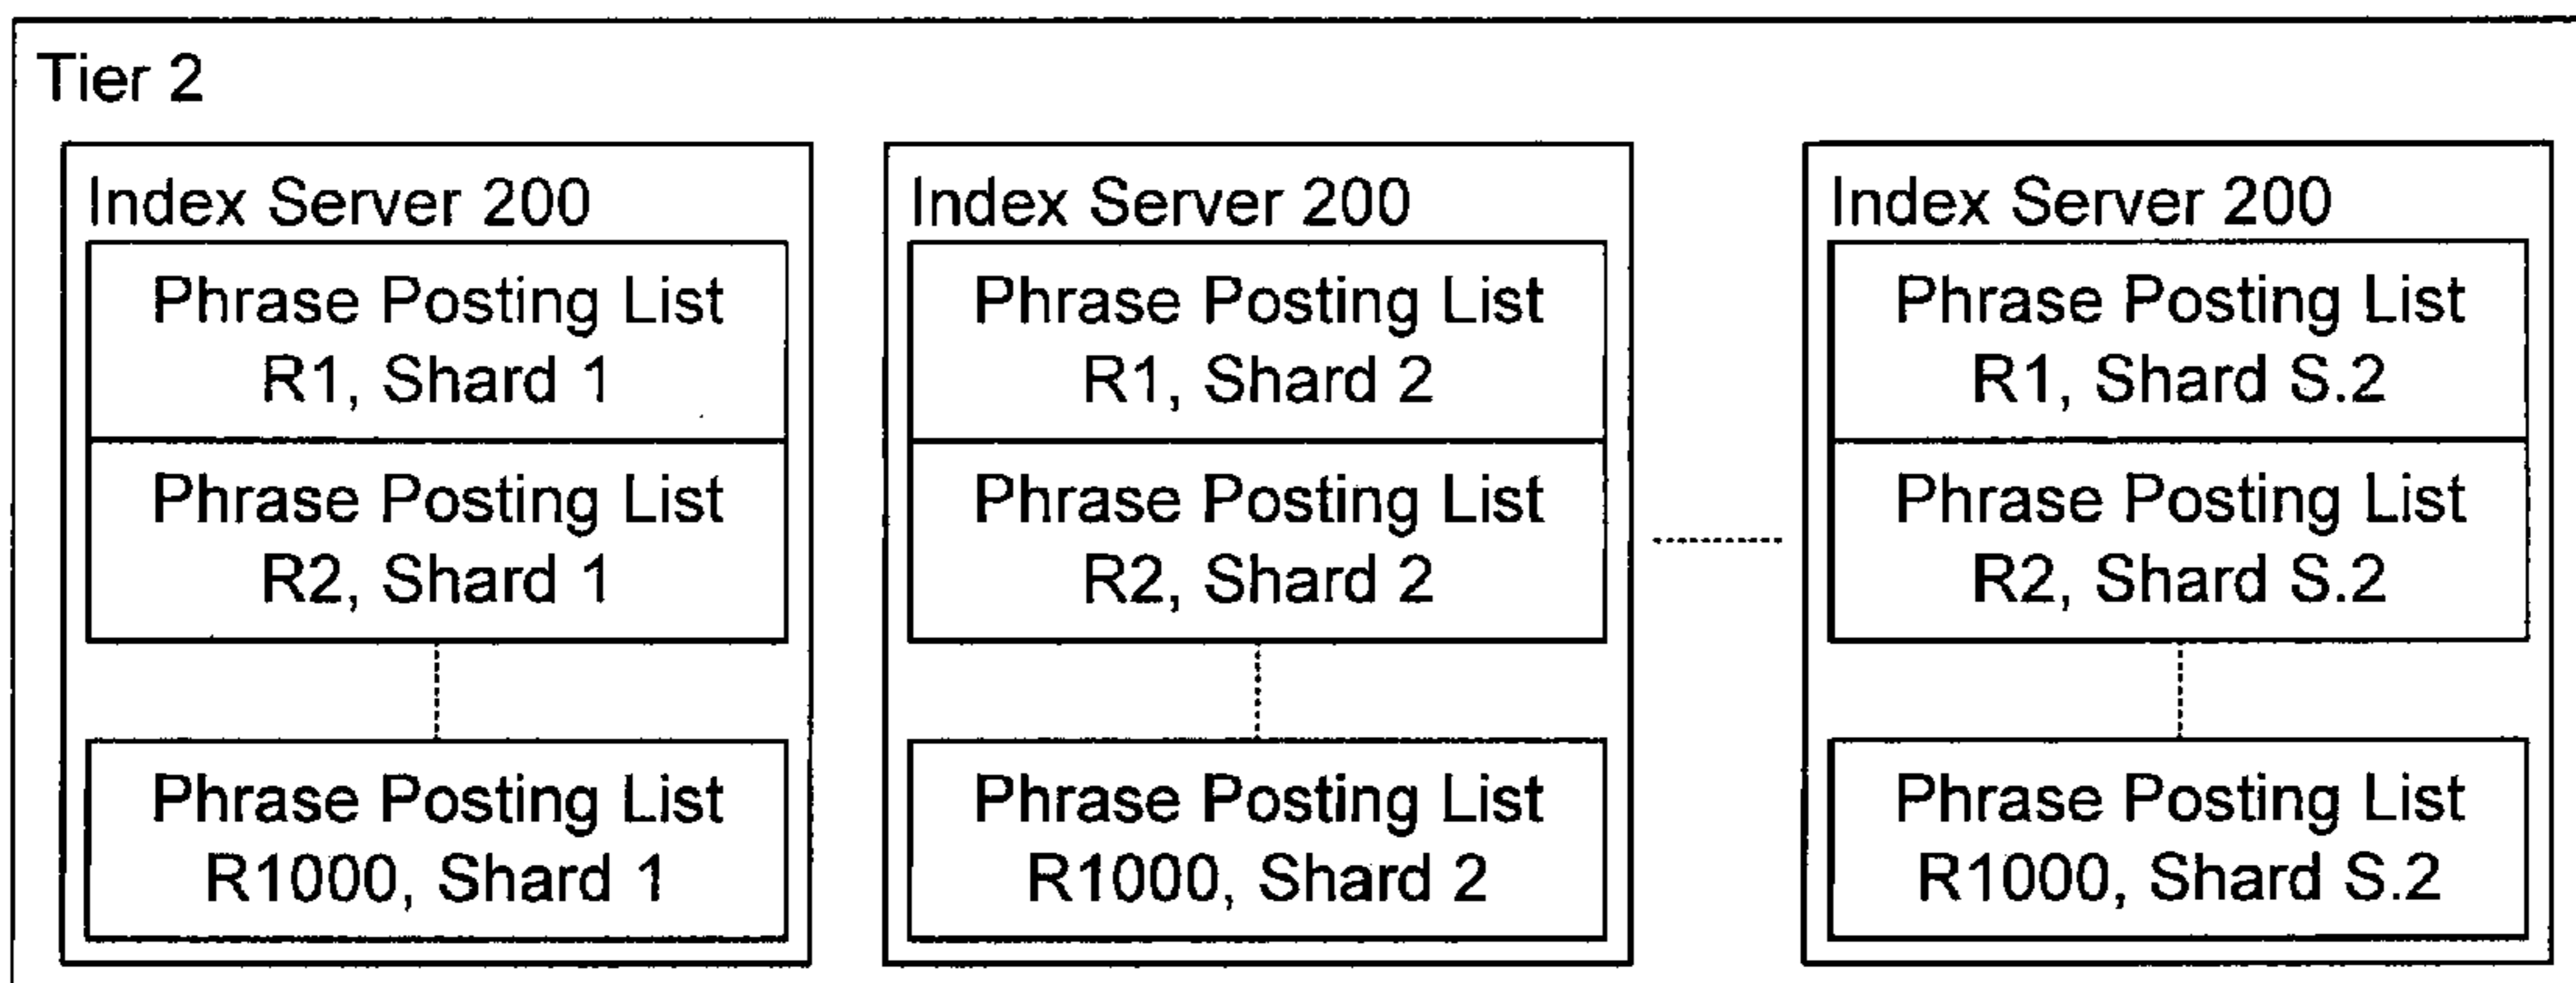 Tier 2
Index Server 200
Phrase Posting List
R1, Shard 1
Phrase Posting List
R2, Shard 1
Phrase Posting List
R1000, Shard 1
Index Server 200
Phrase Posting List
R1, Shard 2
Phrase Posting List
R2, Shard 2
Phrase Posting List
R1000, Shard 2
Index Server 200
Phrase Posting List
R1, Shard S.2
Phrase Posting List
R2, Shard S.2
Phrase Posting List
R1000, Shard S.2